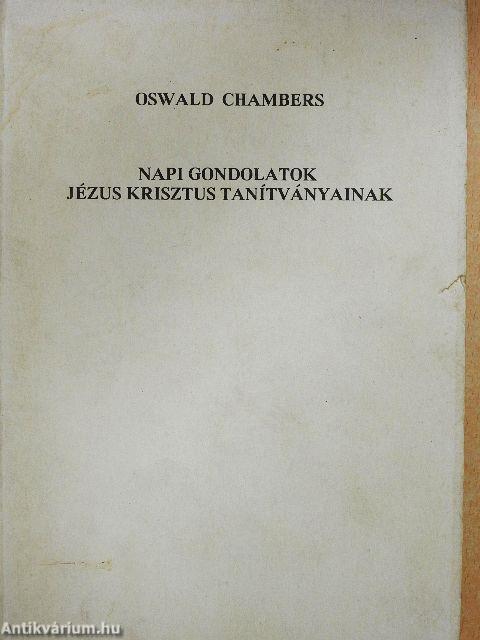 OSWALD CHAMBERS
NAPI GONDOLATOK
JÉZUS KRISZTUS TANÍTVÁNYAINAK
Antikvárium.hu